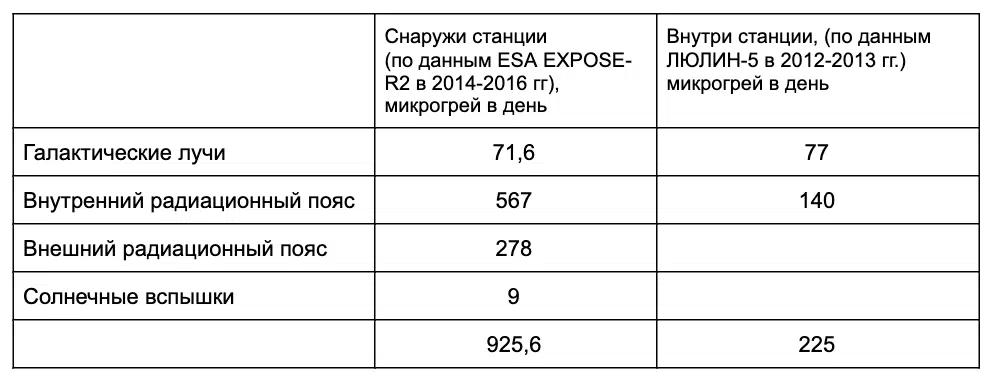 Снаружи станции
(по данным ESA EXPOSE-
R2 в 2014-2016 гг),
микрогрей в день
Внутри станции, (по данным
ЛЮЛИН-5 в 2012-2013 гг.)
микрогрей в день
Галактические лучи 71,6 77
Внутренний радиационный пояс 567 140
Внешний радиационный пояс 278
Солнечные вспышки 9
925,6 225